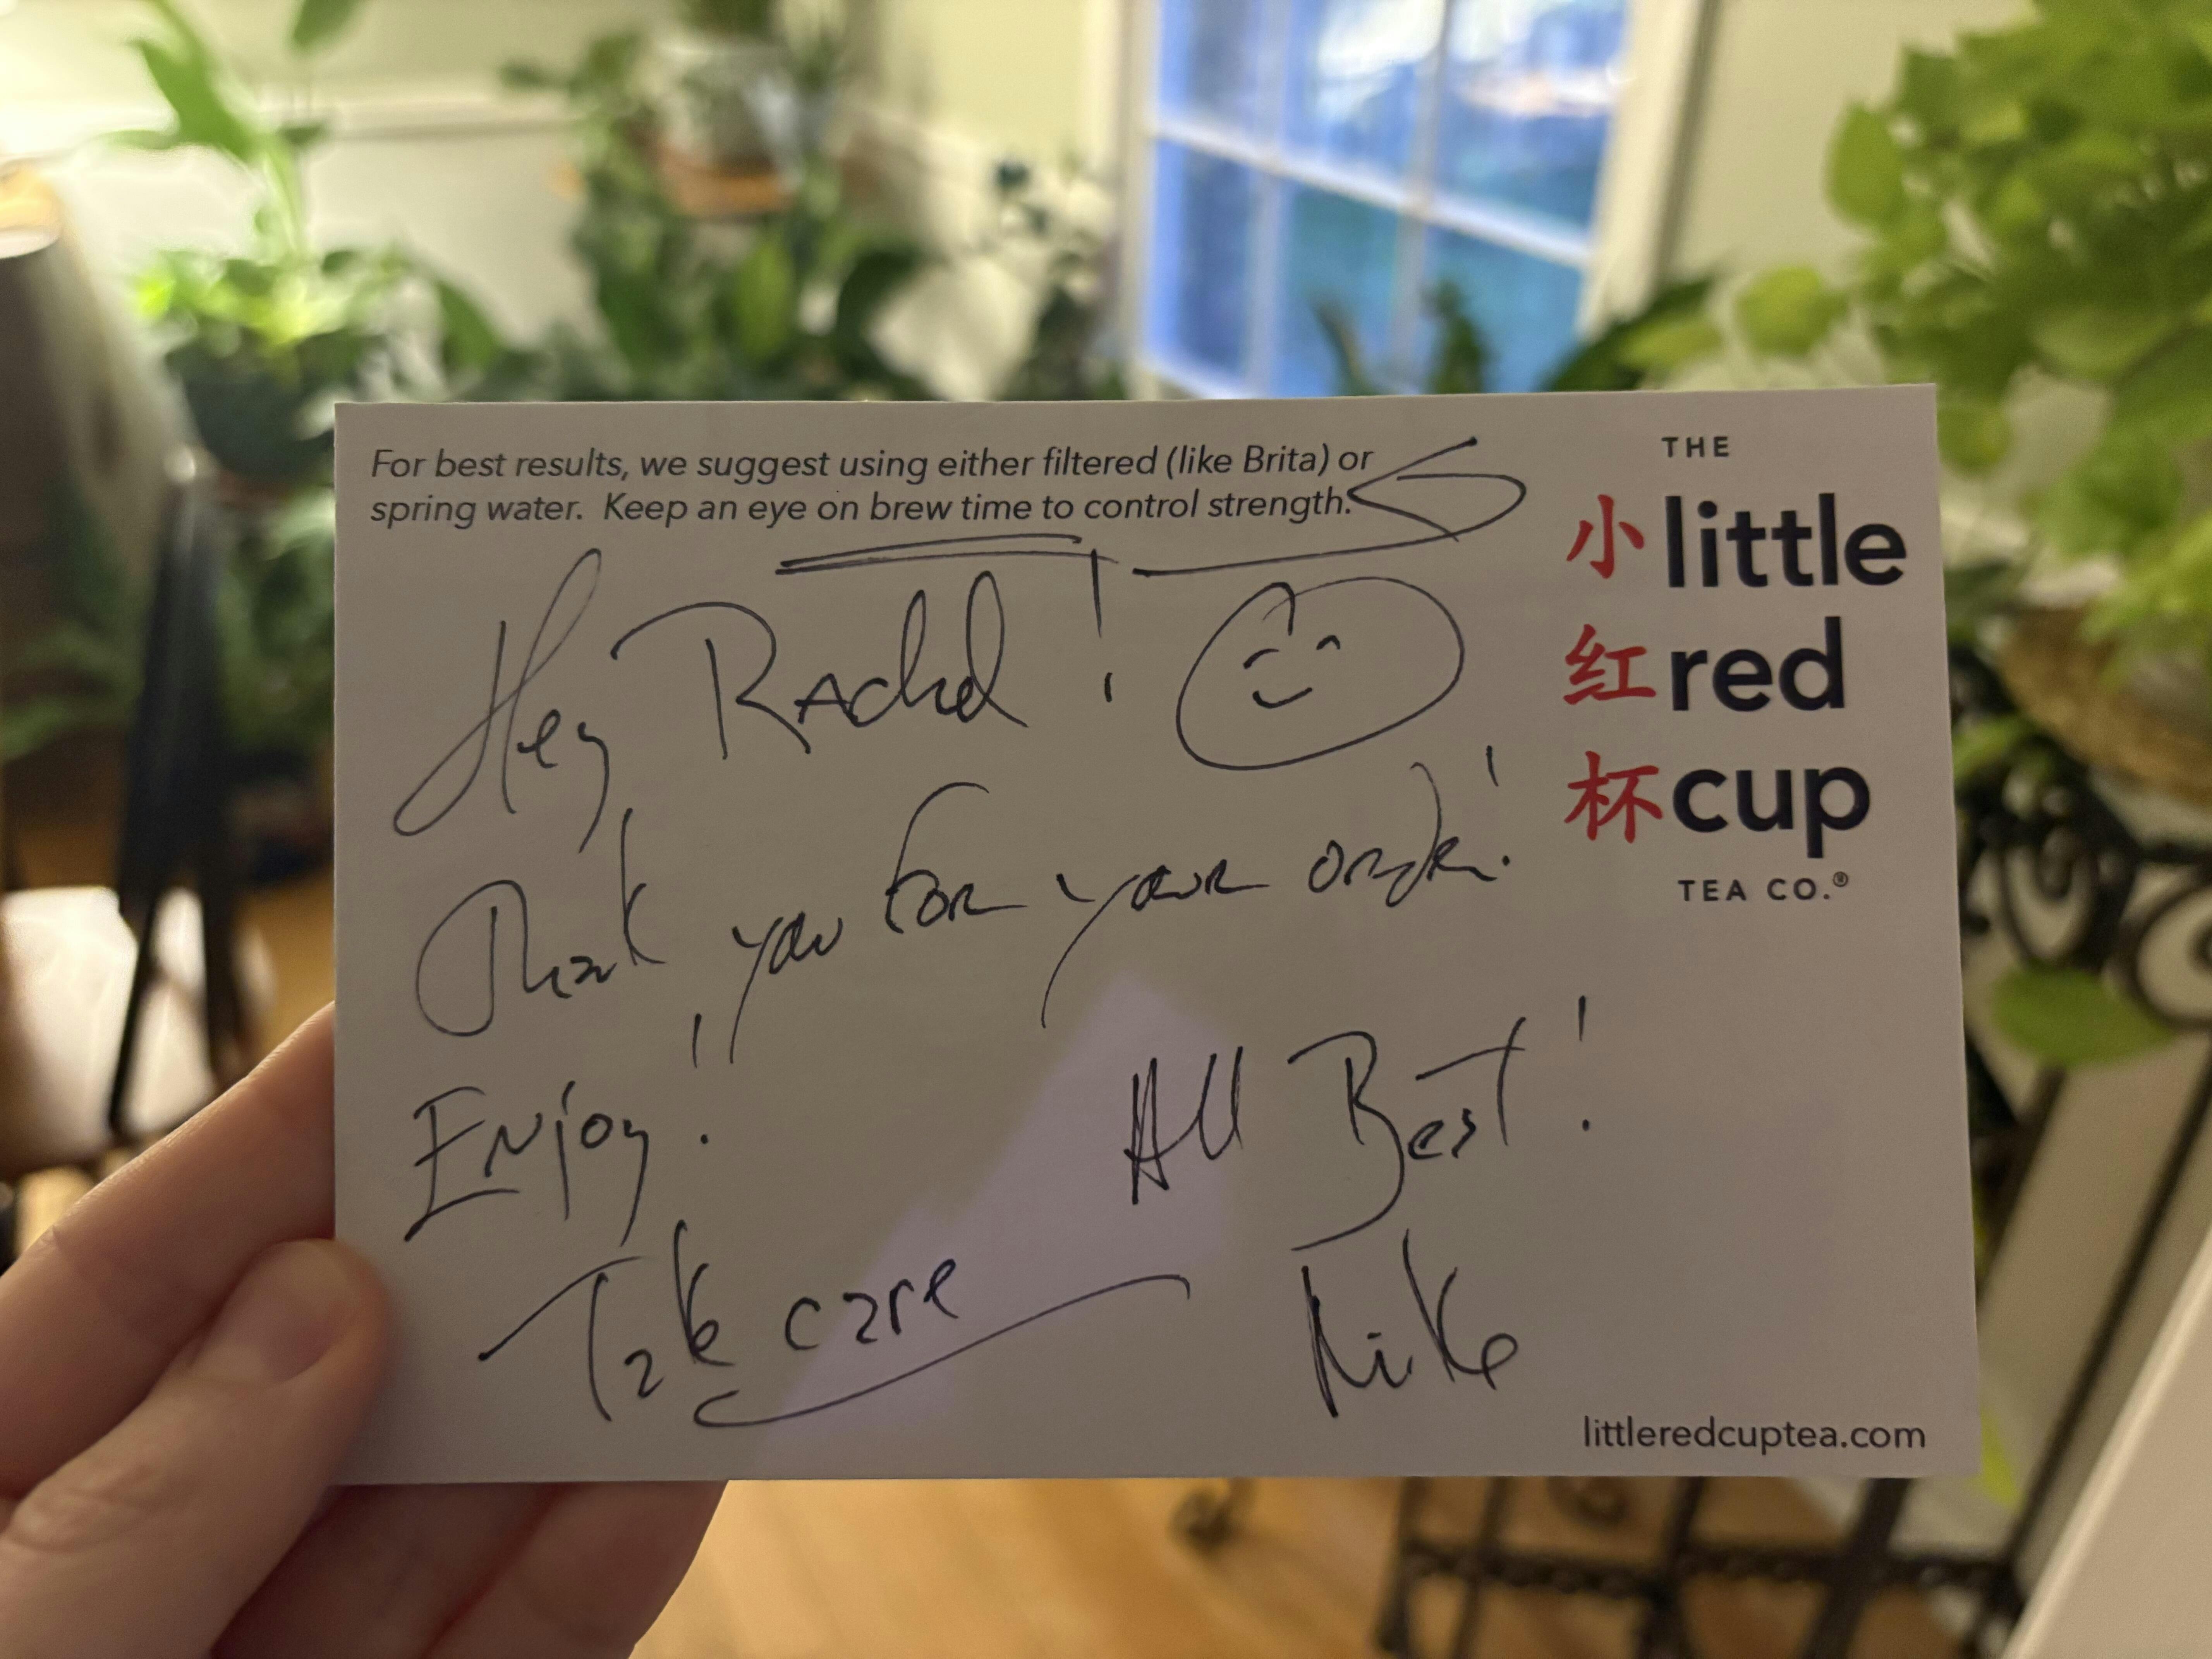 For best results, we suggest using either filtered (like Brita) or
spring water. Keep an eye on brew time to control strength.
THE
小 little
红 red
杯 cup
TEA CO.®
Hey Rachel!
Thank you for your order!
Enjoy!
All Best!
Take care
Mike
littleredcuptea.com